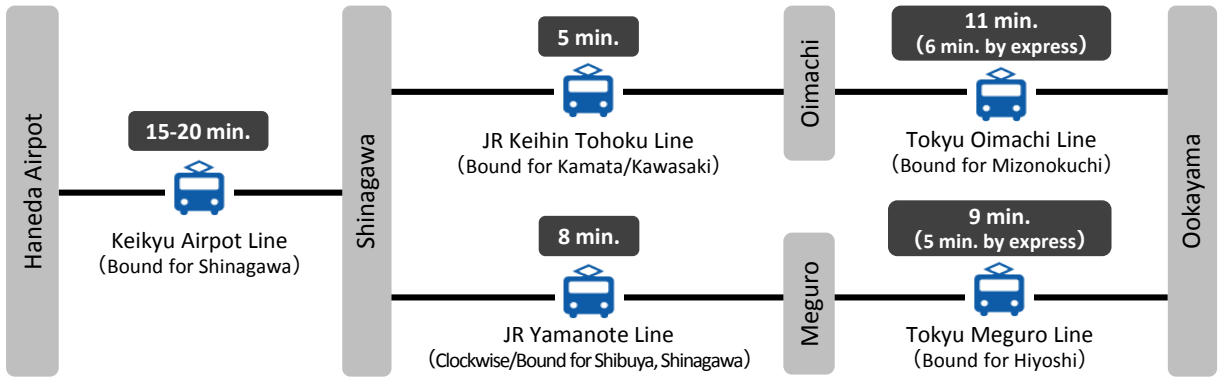 Haneda Airpot
15-20 min.
Keikyu Airpot Line
(Bound for Shinagawa)
Shinagawa
5 min.
JR Keihin Tohoku Line
(Bound for Kamata/Kawasaki)
Oimachi
11 min.
(6 min. by express)
Tokyu Oimachi Line
(Bound for Mizonokuchi)
8 min.
JR Yamanote Line
(Clockwise/Bound for Shibuya, Shinagawa)
Meguro
9 min.
(5 min. by express)
Tokyu Meguro Line
(Bound for Hiyoshi)
Ookayama